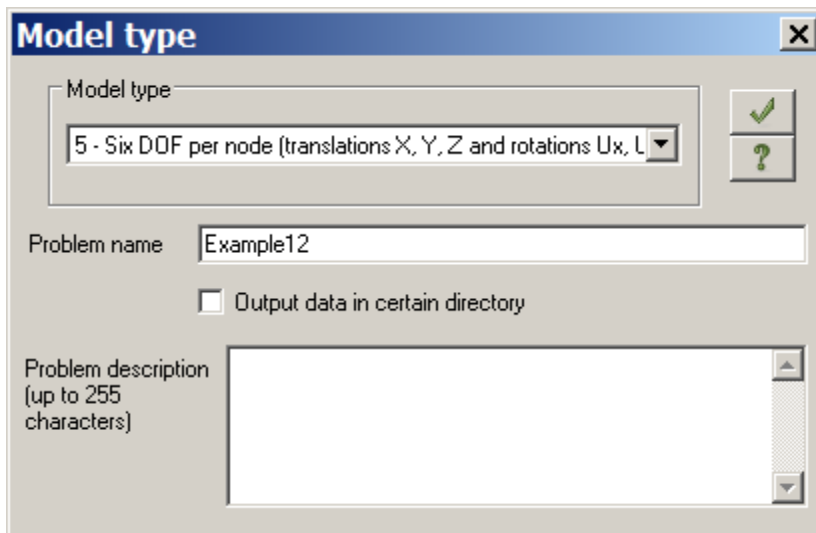 Model type
Model type
5 - Six DOF per node (translations X, Y, Z and rotations Ux, U
Problem name
Example12
Output data in certain directory
Problem description
(up to 255
characters)